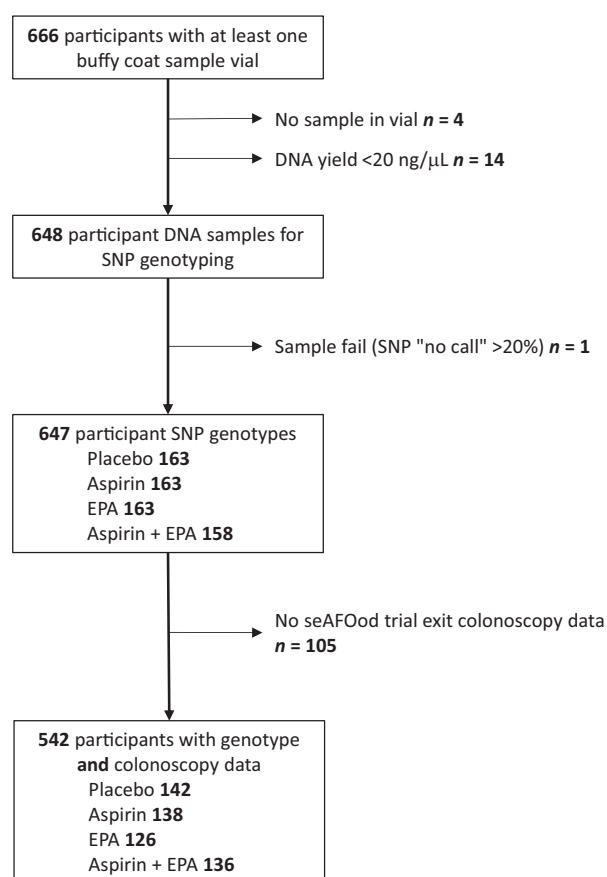 666 participants with at least one
buffy coat sample vial
No sample in vial n = 4
DNA yield <20 ng/μL n = 14
648 participant DNA samples for
SNP genotyping
Sample fail (SNP "no call" >20%) n = 1
647 participant SNP genotypes
Placebo 163
Aspirin 163
EPA 163
Aspirin + EPA 158
No seAFOod trial exit colonoscopy data
n = 105
542 participants with genotype
and colonoscopy data
Placebo 142
Aspirin 138
EPA 126
Aspirin + EPA 136